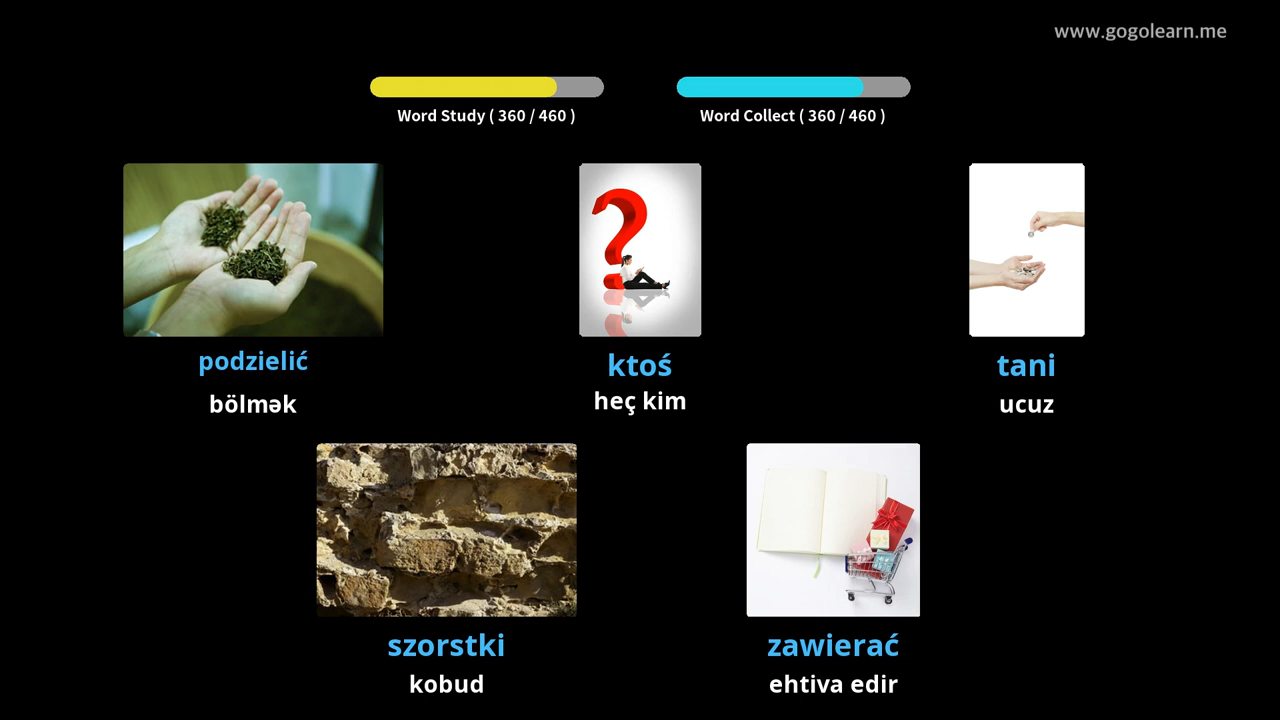 www.gogolearn.me
Word Study ( 360 / 460 )
Word Collect ( 360 / 460 )
podzielić
bölmək
ktoś
heç kim
tani
ucuz
szorstki
kobud
zawierać
ehtiva edir